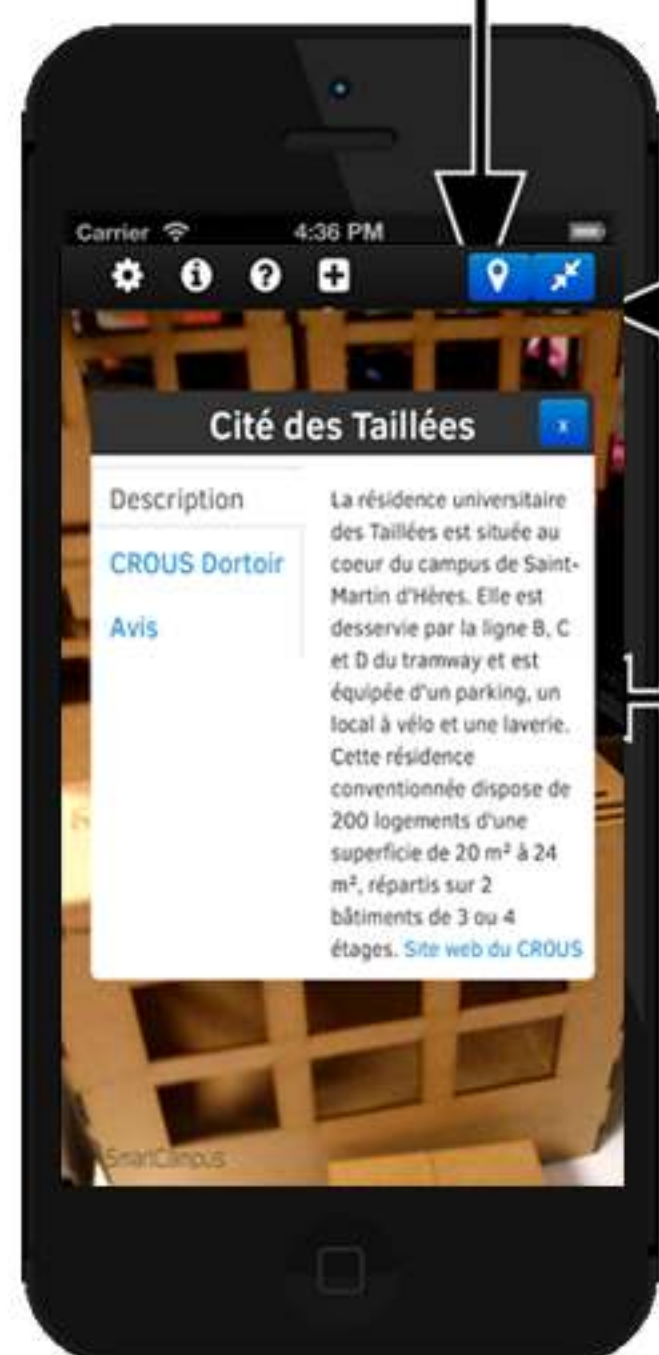 Carrier 4:36 PM
Cité des Taillées x
Description
CROUS Dortoir
Avis
La résidence universitaire
des Taillées est située au
coeur du campus de Saint-
Martin d'Hères. Elle est
desservie par la ligne B, C
et D du tramway et est
équipée d'un parking, un
local à vélo et une laverie.
Cette résidence
conventionnée dispose de
200 logements d'une
superficie de 20 m² à 24
m², répartis sur 2
bâtiments de 3 ou 4
étages. Site web du CROUS
SmartCampus